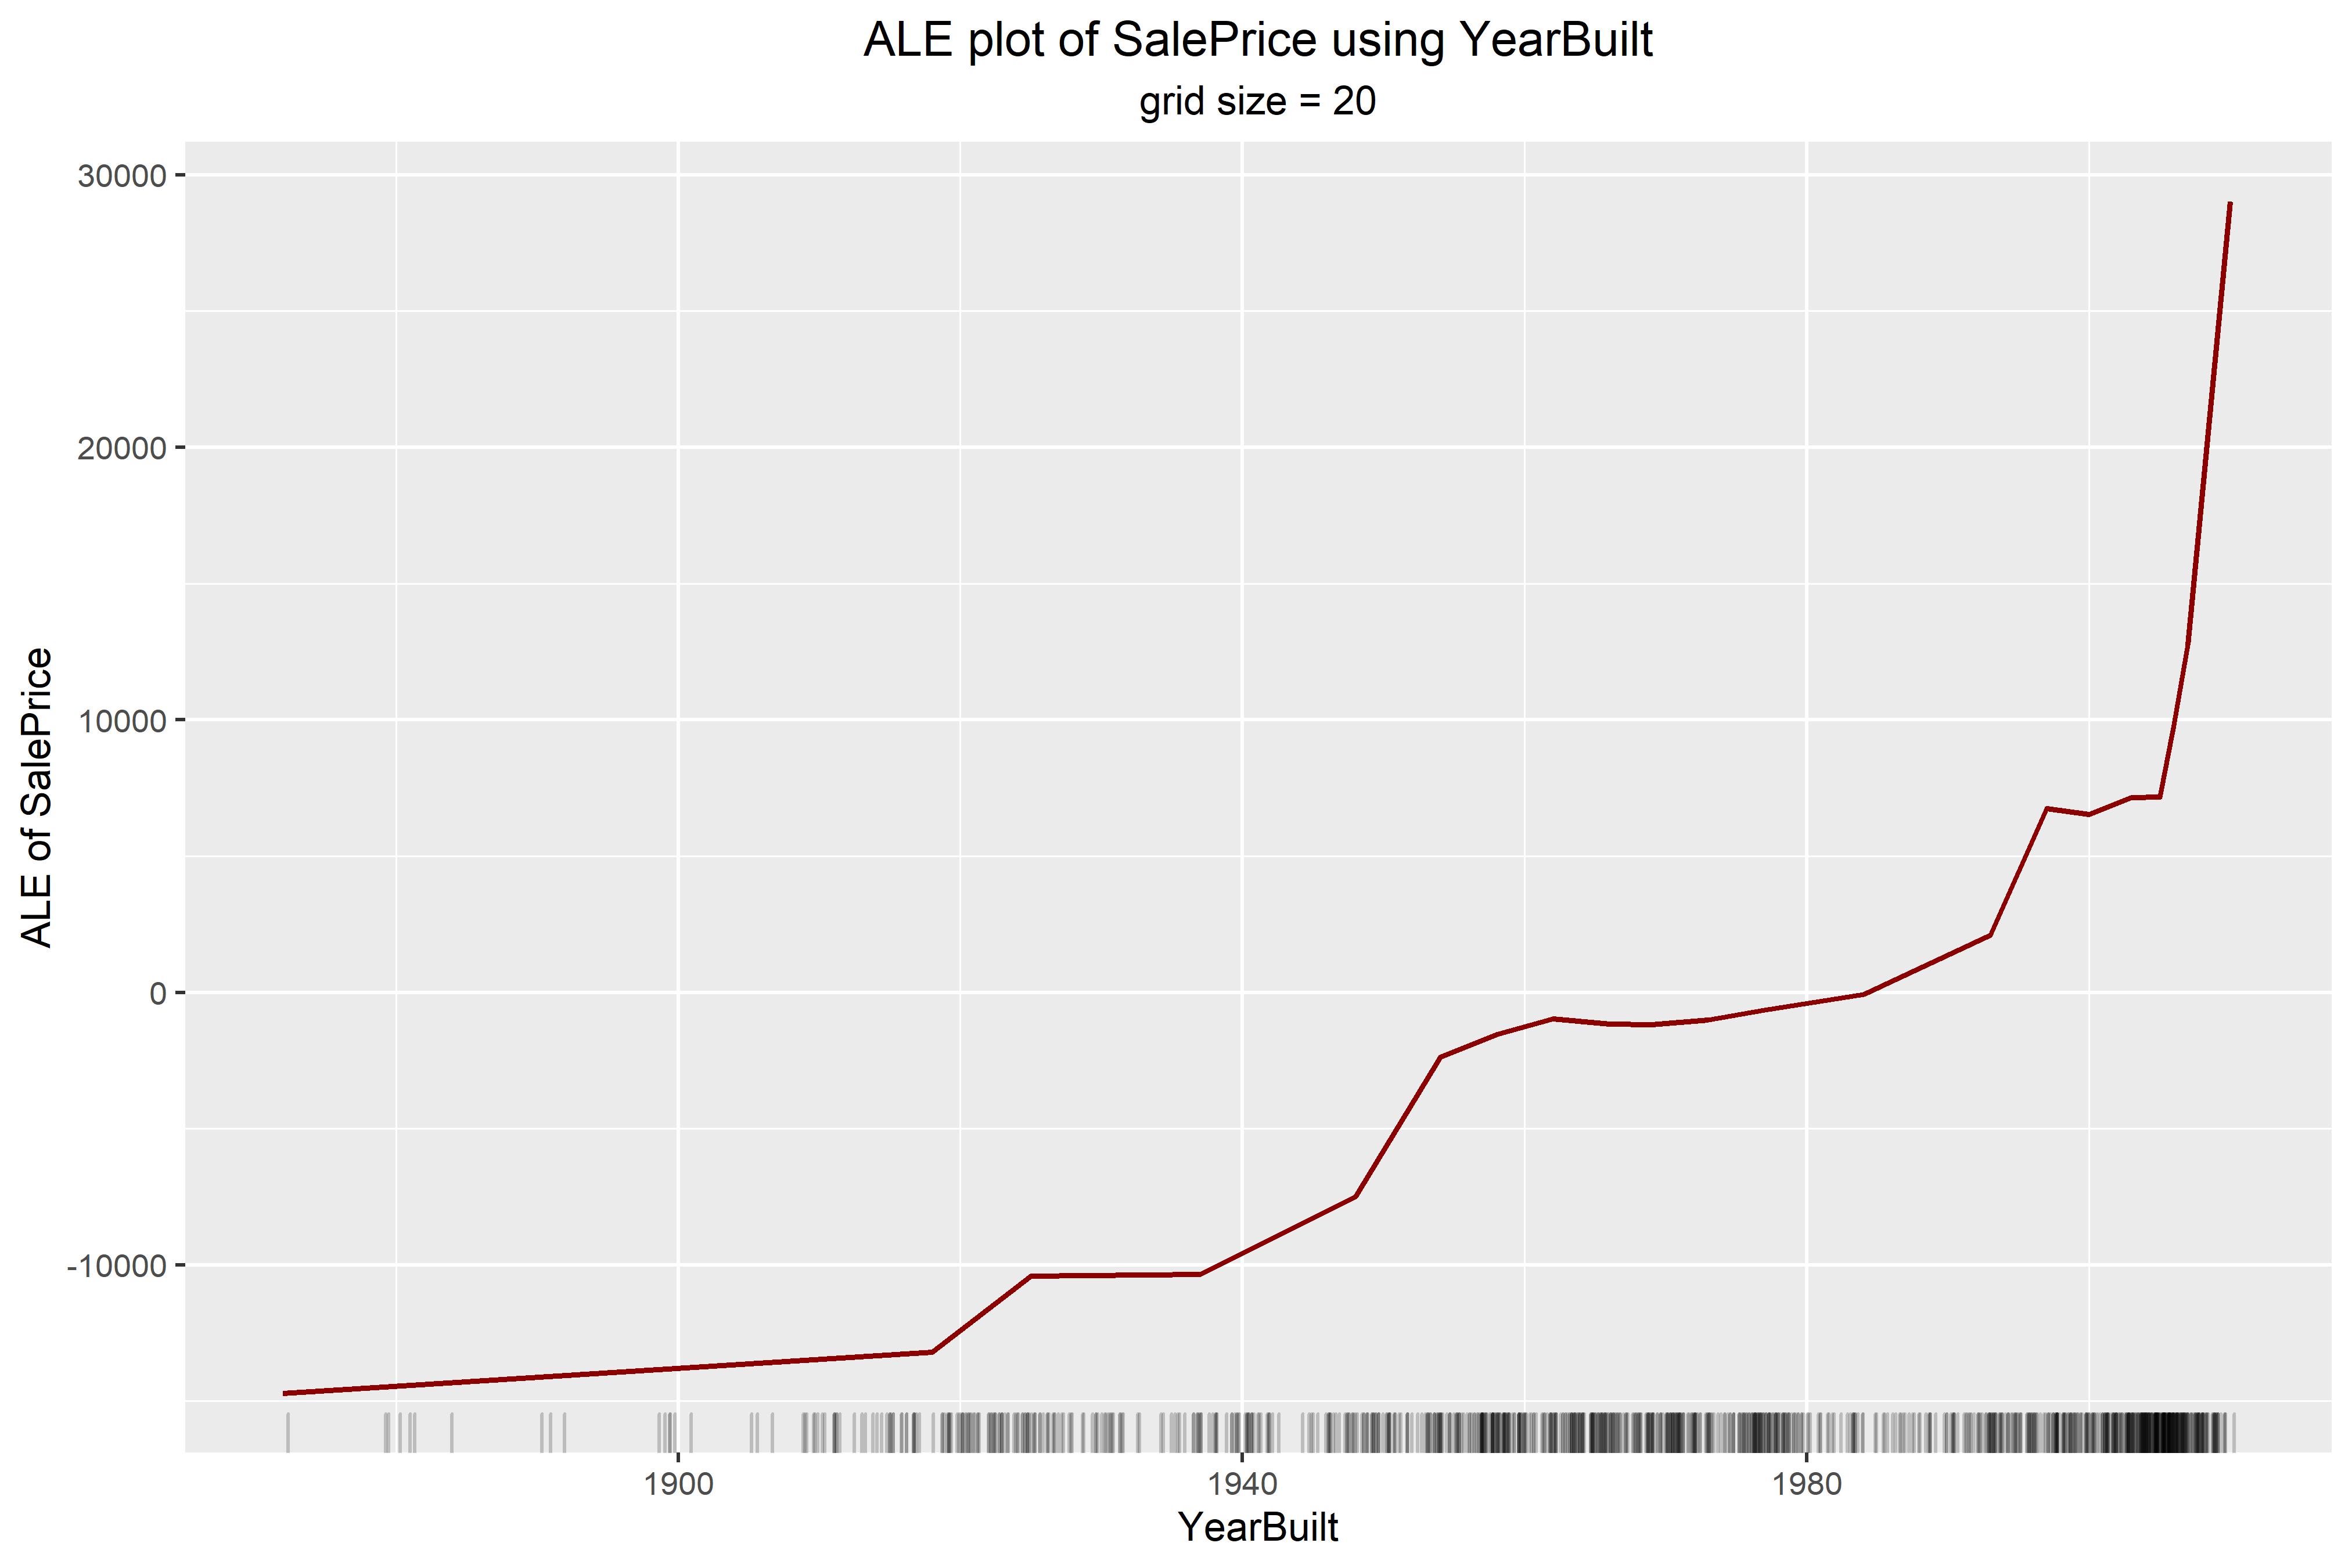 ALE plot of SalePrice using YearBuilt
grid size = 20
30000
20000
10000
0
-10000
ALE of SalePrice
1900
1940
1980
YearBuilt